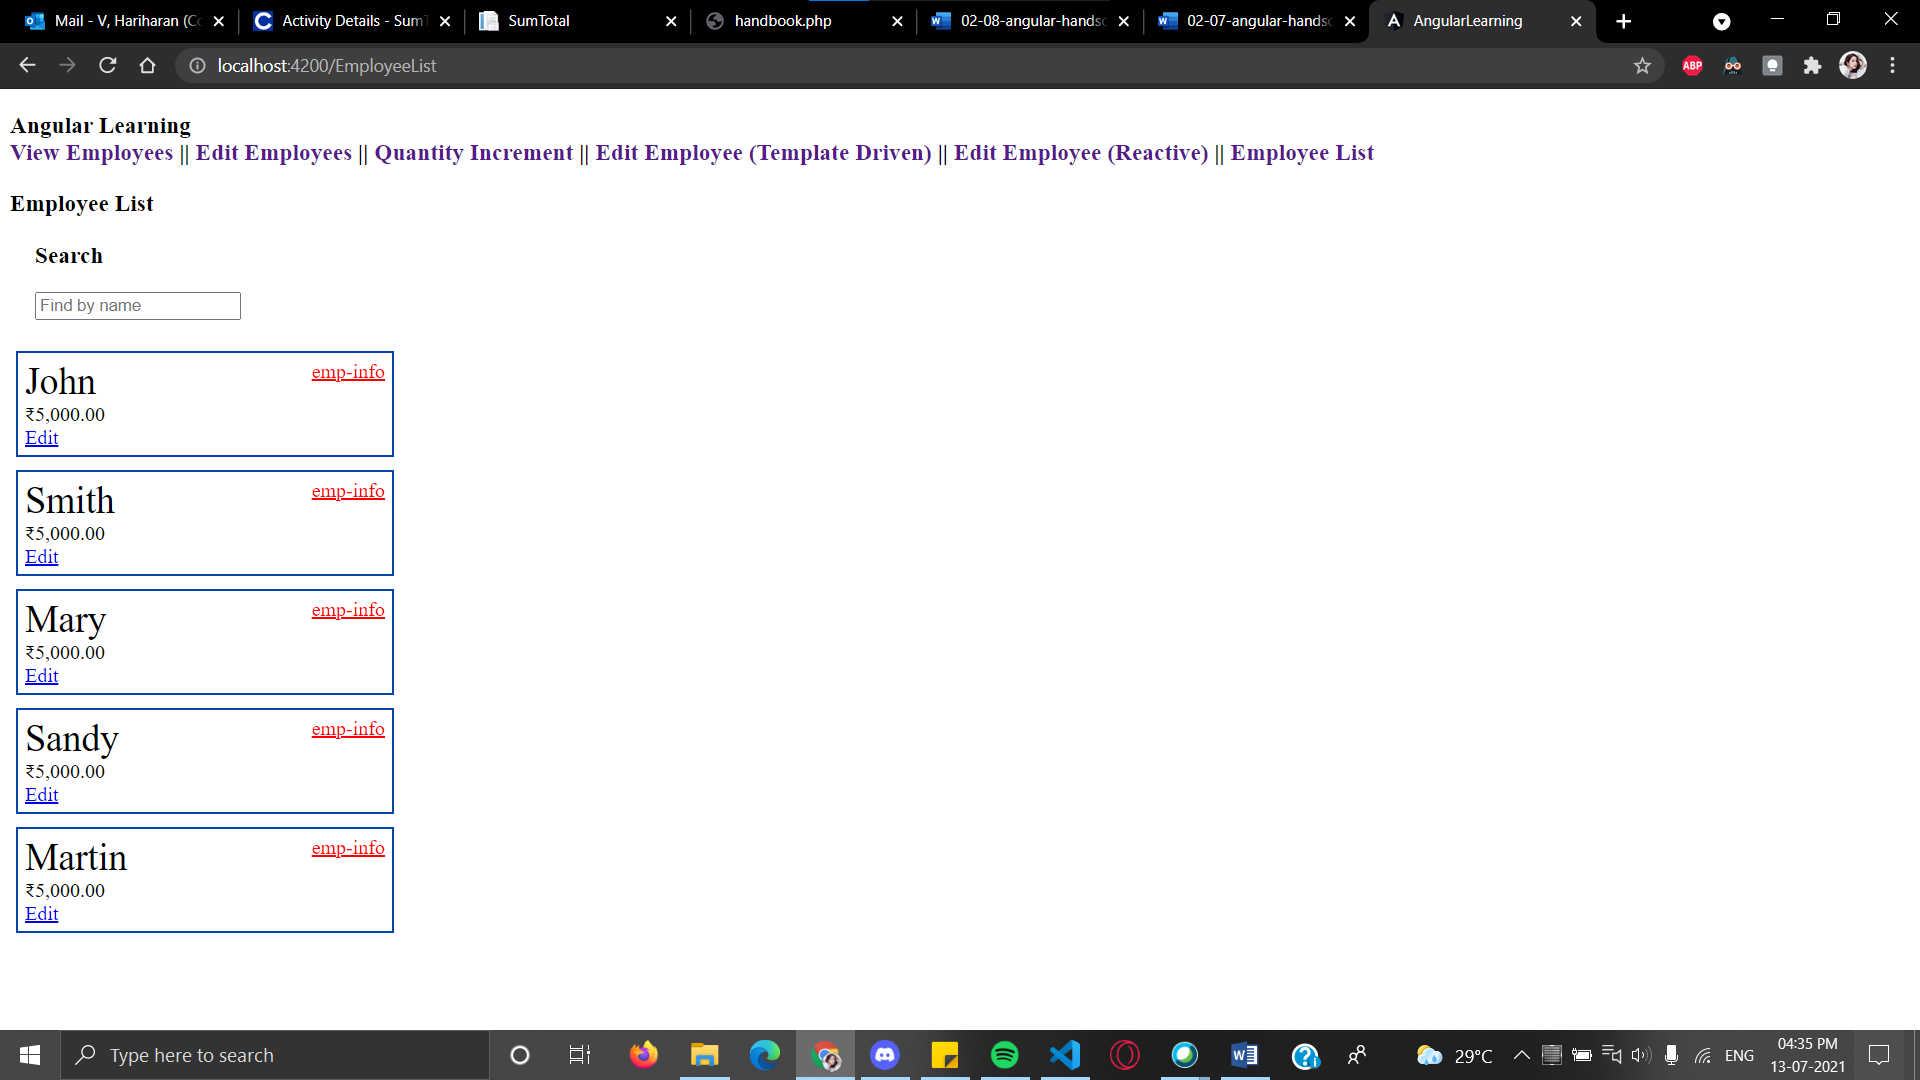 Mail - V, Hariharan (Co
Activity Details - SumT
SumTotal
handbook.php
02-08-angular-handsc
02-07-angular-handsc
AngularLearning
localhost:4200/EmployeeList
ABP
Angular Learning
View Employees || Edit Employees || Quantity Increment || Edit Employee (Template Driven) || Edit Employee (Reactive) || Employee List
Employee List
Search
Find by name
John
emp-info
₹5,000.00
Edit
Smith
emp-info
₹5,000.00
Edit
Mary
emp-info
₹5,000.00
Edit
Sandy
emp-info
₹5,000.00
Edit
Martin
emp-info
₹5,000.00
Edit
Type here to search
29°C
ENG
04:35 PM
13-07-2021